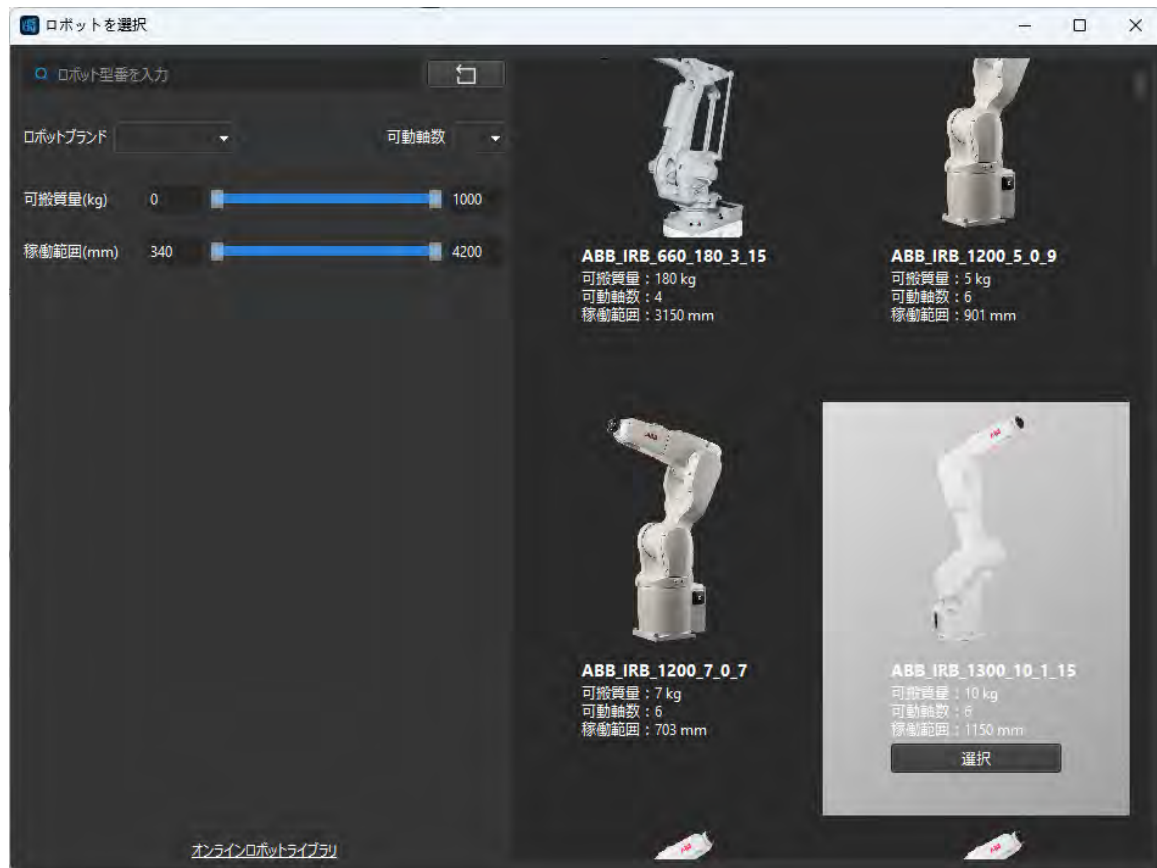 ロボットを選択
ロボット型番を入力
ロボットブランド
可動軸数
可搬質量(kg) 0 1000
稼働範囲(mm) 340 4200
オンラインロボットライブラリ
ABB_IRB_660_180_3_15
可搬質量：180 kg
可動軸数：4
稼働範囲：3150 mm
ABB_IRB_1200_5_0_9
可搬質量：5 kg
可動軸数：6
稼働範囲：901 mm
ABB
ABB_IRB_1200_7_0_7
可搬質量：7 kg
可動軸数：6
稼働範囲：703 mm
ABB
ABB_IRB_1300_10_1_15
可搬質量：10 kg
可動軸数：6
稼働範囲：1150 mm
選択
ABB
ABB